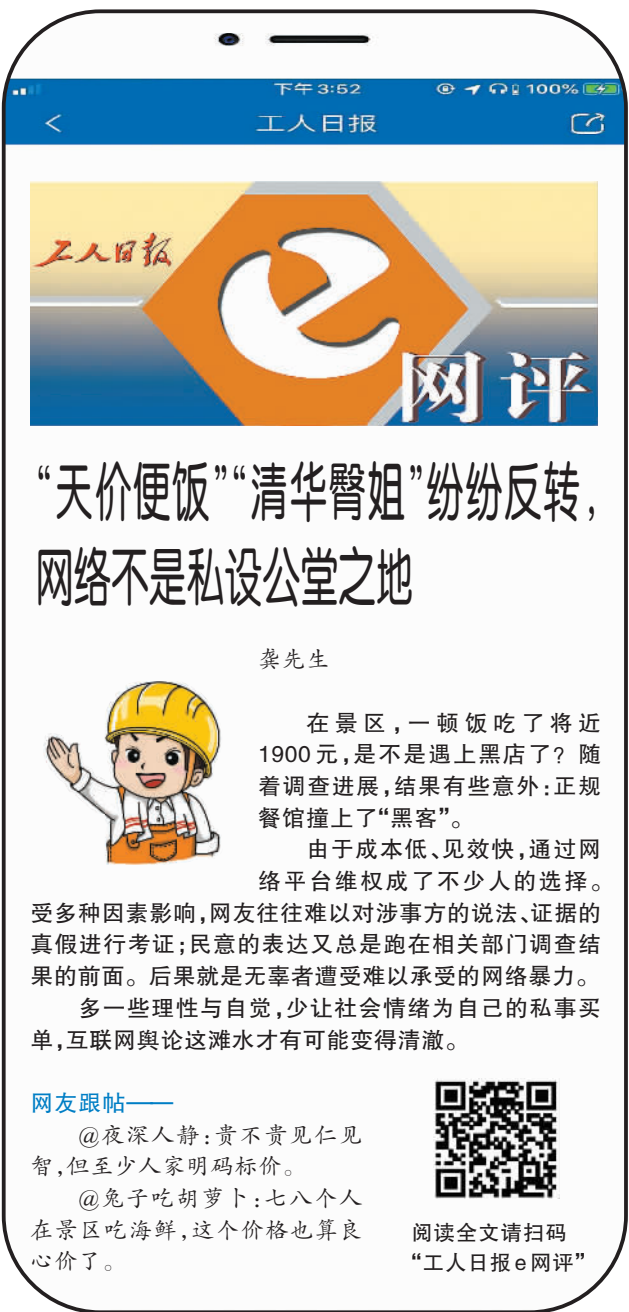 下午3:52
100%
工人日报
工人日报
e
网评
“天价便饭”“清华臀姐”纷纷反转，
网络不是私设公堂之地
龚先生
在景区，一顿饭吃了将近
1900元，是不是遇上黑店了？随
着调查进展，结果有些意外：正规
餐馆撞上了“黑客”。
由于成本低、见效快，通过网
络平台维权成了不少人的选择。
受多种因素影响，网友往往难以对涉事方的说法、证据的
真假进行考证；民意的表达又总是跑在相关部门调查结
果的前面。后果就是无辜者遭受难以承受的网络暴力。
多一些理性与自觉，少让社会情绪为自己的私事买
单，互联网舆论这滩水才有可能变得清澈。
网友跟帖——
@夜深人静：贵不贵见仁见
智，但至少人家明码标价。
@兔子吃胡萝卜：七八个人
在景区吃海鲜，这个价格也算良
心价了。
阅读全文请扫码
“工人日报e网评”